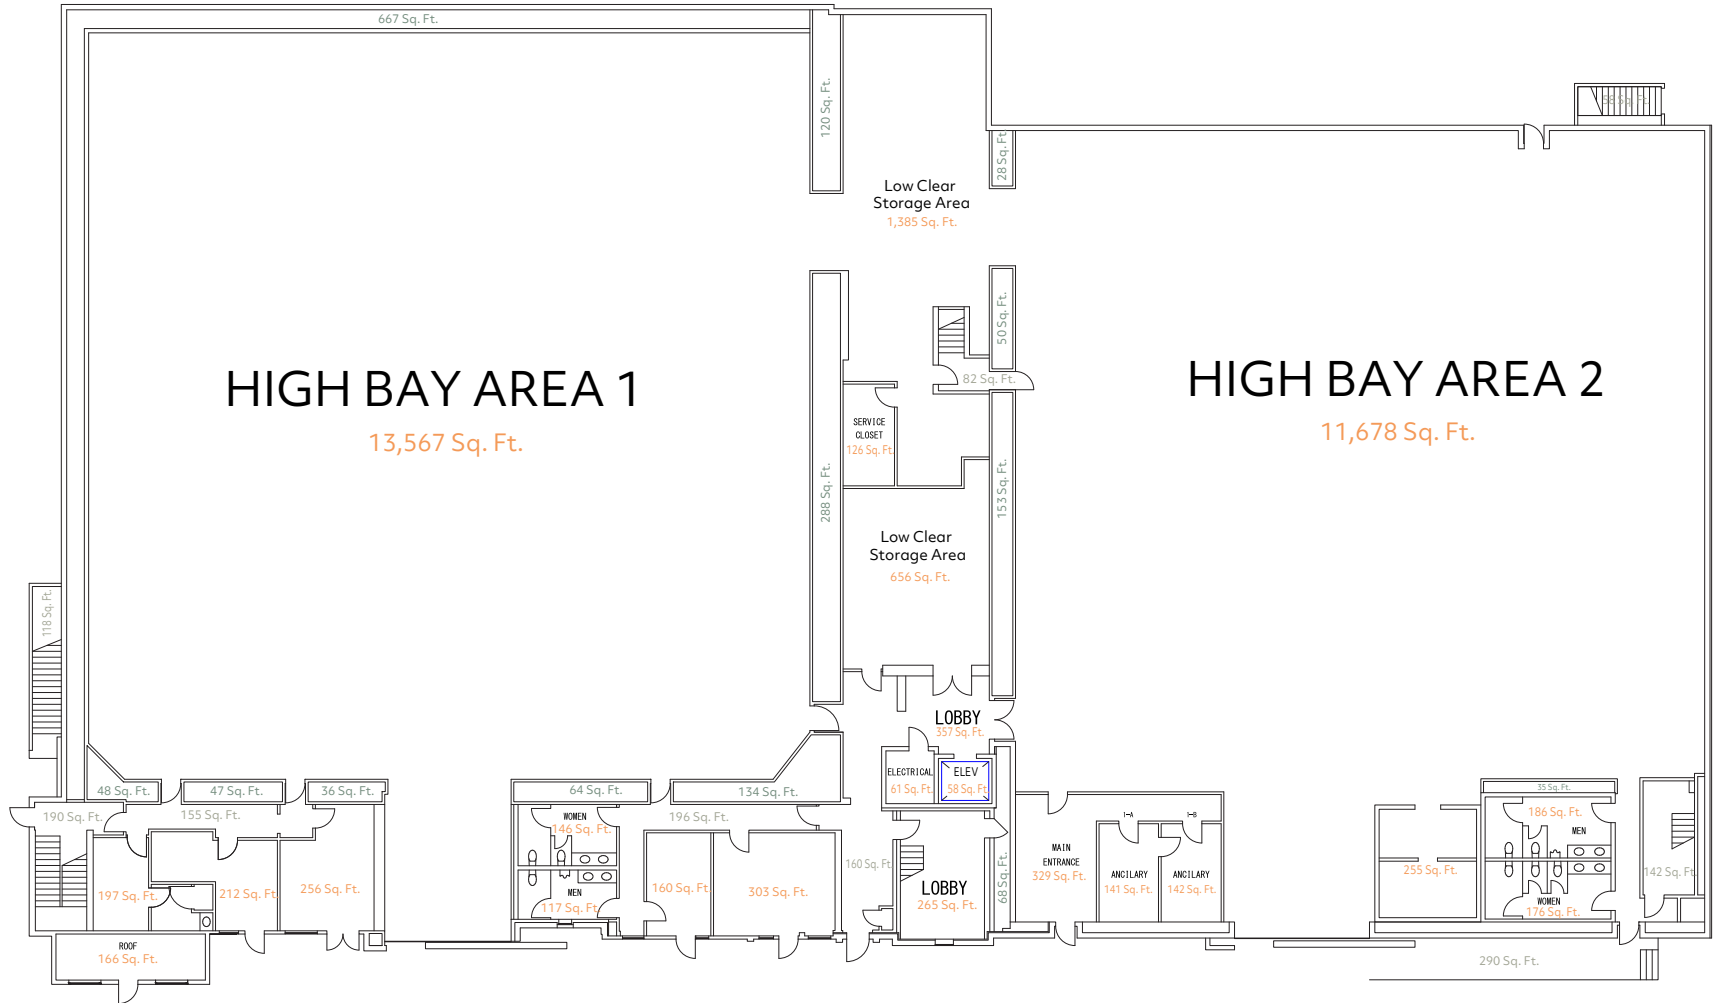 667 Sq. Ft.
120 Sq. Ft.
58 Sq. Ft.
28 Sq. Ft.
Low Clear
Storage Area
1,385 Sq. Ft.
50 Sq. Ft.
82 Sq. Ft.
HIGH BAY AREA 1
13,567 Sq. Ft.
HIGH BAY AREA 2
11,678 Sq. Ft.
SERVICE
CLOSET
126 Sq. Ft.
288 Sq. Ft.
153 Sq. Ft.
Low Clear
Storage Area
656 Sq. Ft.
118 Sq. Ft.
LOBBY
357 Sq. Ft.
ELECTRICAL
61 Sq. Ft.
ELEV
58 Sq. Ft.
48 Sq. Ft.
47 Sq. Ft.
36 Sq. Ft.
64 Sq. Ft.
134 Sq. Ft.
35 Sq. Ft.
190 Sq. Ft.
155 Sq. Ft.
WOMEN
146 Sq. Ft.
196 Sq. Ft.
1-A
1-B
186 Sq. Ft.
MEN
MAIN
ENTRANCE
329 Sq. Ft.
160 Sq. Ft.
255 Sq. Ft.
142 Sq. Ft.
197 Sq. Ft.
212 Sq. Ft.
256 Sq. Ft.
MEN
117 Sq. Ft.
160 Sq. Ft.
303 Sq. Ft.
LOBBY
265 Sq. Ft.
68 Sq. Ft.
ANCILARY
141 Sq. Ft.
ANCILARY
142 Sq. Ft.
WOMEN
176 Sq. Ft.
ROOF
166 Sq. Ft.
290 Sq. Ft.